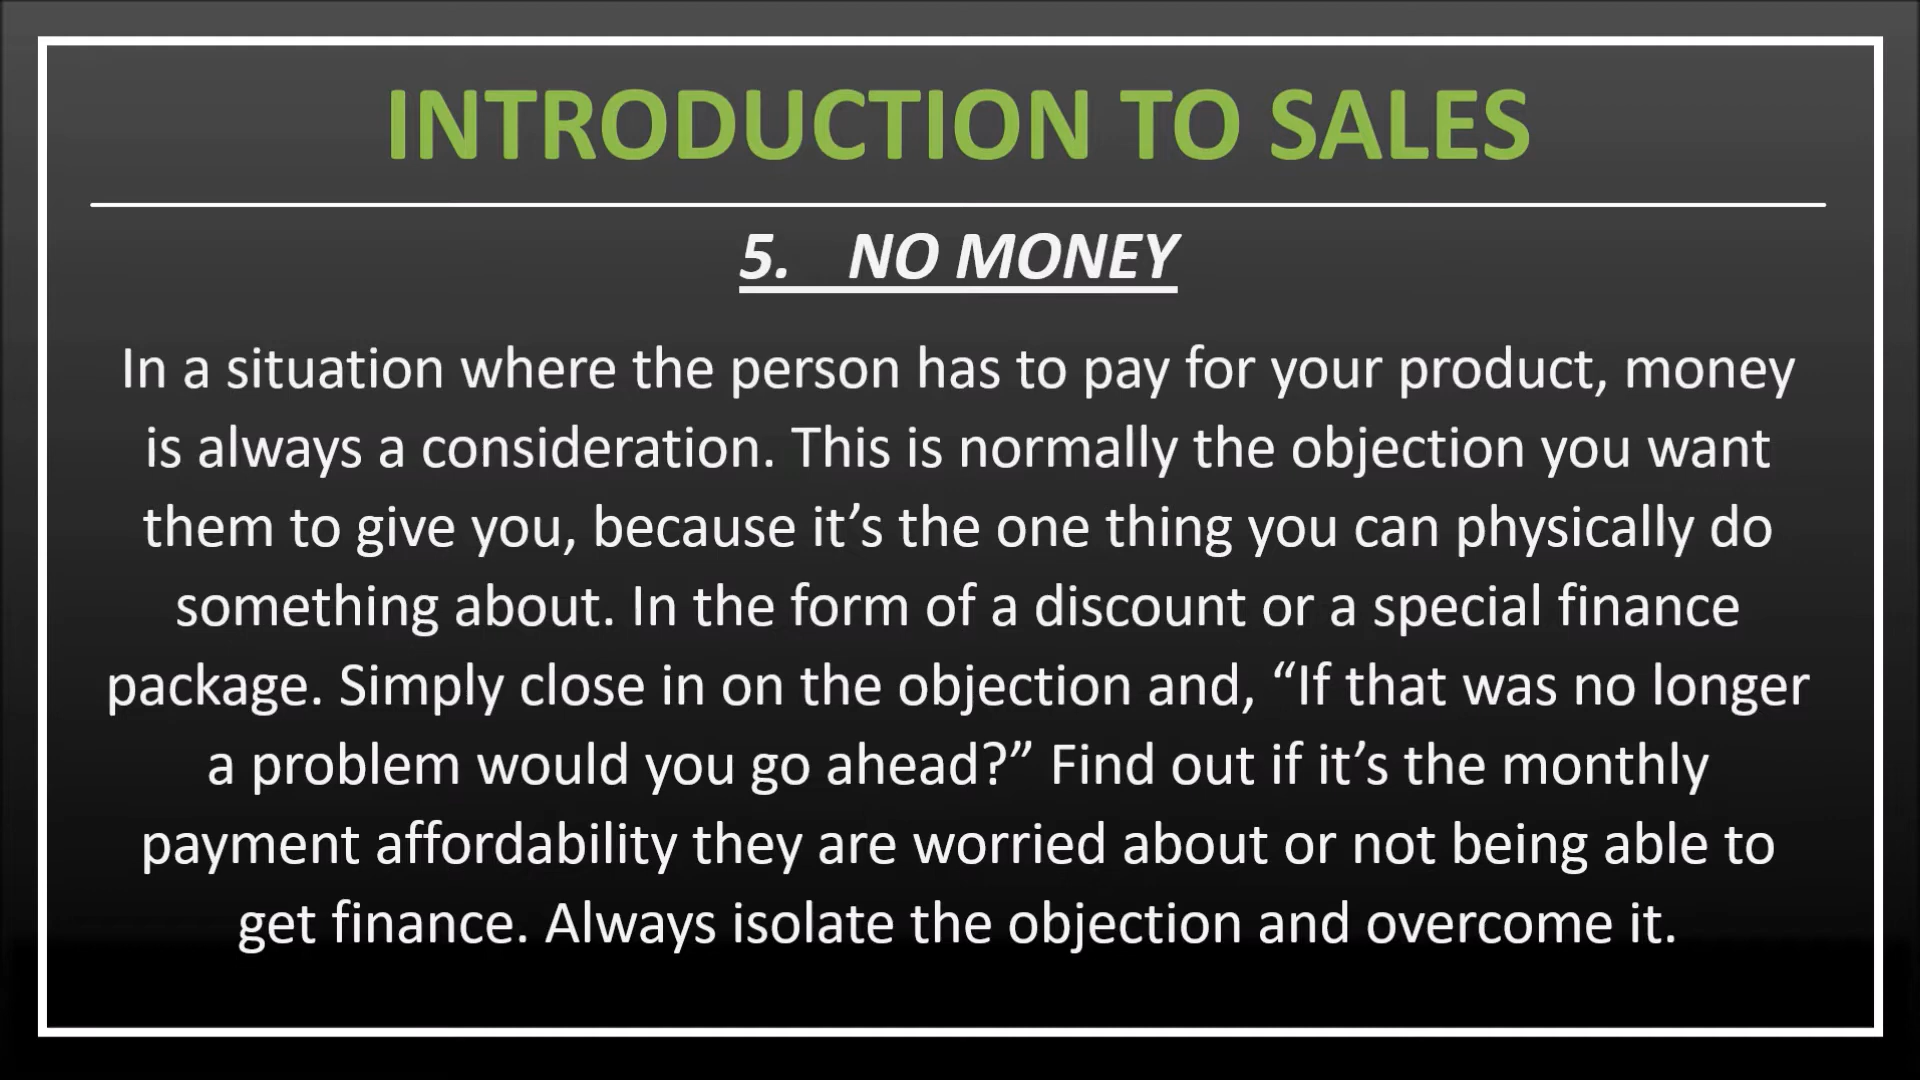 INTRODUCTION TO SALES
5. NO MONEY
In a situation where the person has to pay for your product, money
is always a consideration. This is normally the objection you want
them to give you, because it’s the one thing you can physically do
something about. In the form of a discount or a special finance
package. Simply close in on the objection and, “If that was no longer
a problem would you go ahead?” Find out if it’s the monthly
payment affordability they are worried about or not being able to
get finance. Always isolate the objection and overcome it.